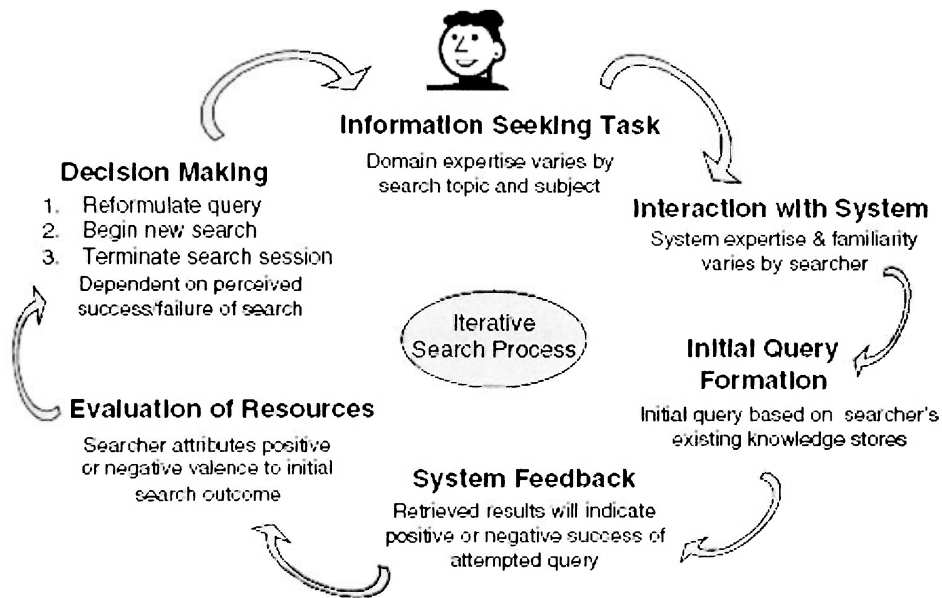 Information Seeking Task
Domain expertise varies by
search topic and subject
Interaction with System
System expertise & familiarity
varies by searcher
Initial Query
Formation
Initial query based on searcher's
existing knowledge stores
System Feedback
Retrieved results will indicate
positive or negative success of
attempted query
Evaluation of Resources
Searcher attributes positive
or negative valence to initial
search outcome
Decision Making
1. Reformulate query
2. Begin new search
3. Terminate search session
Dependent on perceived
success/failure of search
Iterative
Search Process